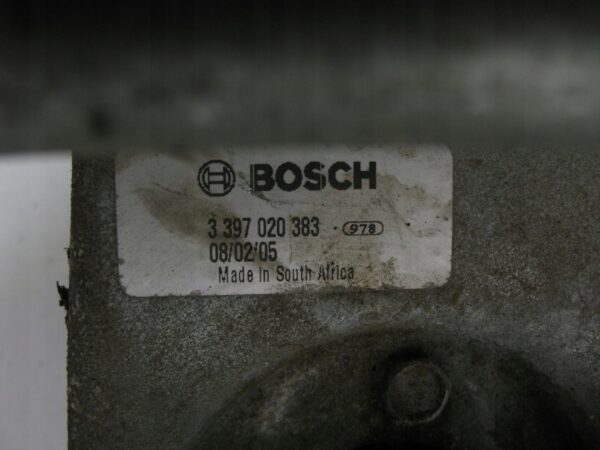 BOSCH
3 397 020 383 · 978
08/02/05
Made in South Africa